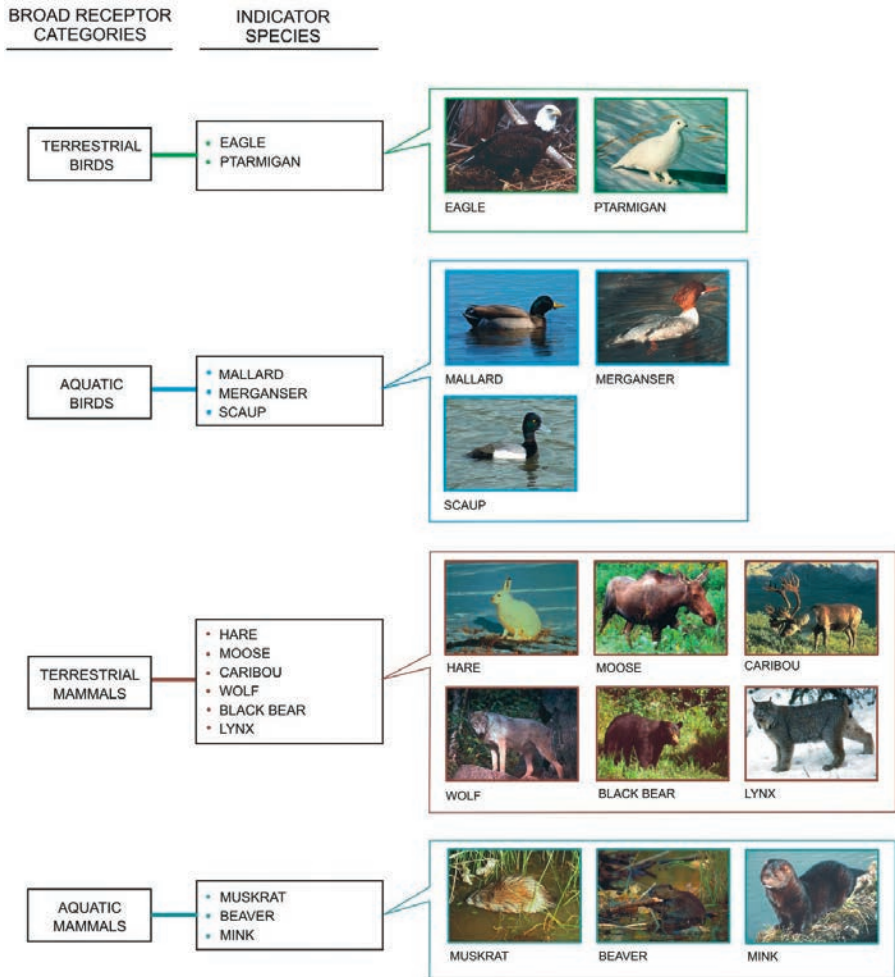 BROAD RECEPTOR
CATEGORIES
INDICATOR
SPECIES
TERRESTRIAL
BIRDS
• EAGLE
• PTARMIGAN
EAGLE
PTARMIGAN
AQUATIC
BIRDS
• MALLARD
• MERGANSER
• SCAUP
MALLARD
MERGANSER
SCAUP
TERRESTRIAL
MAMMALS
• HARE
• MOOSE
• CARIBOU
• WOLF
• BLACK BEAR
• LYNX
HARE
MOOSE
CARIBOU
WOLF
BLACK BEAR
LYNX
AQUATIC
MAMMALS
• MUSKRAT
• BEAVER
• MINK
MUSKRAT
BEAVER
MINK